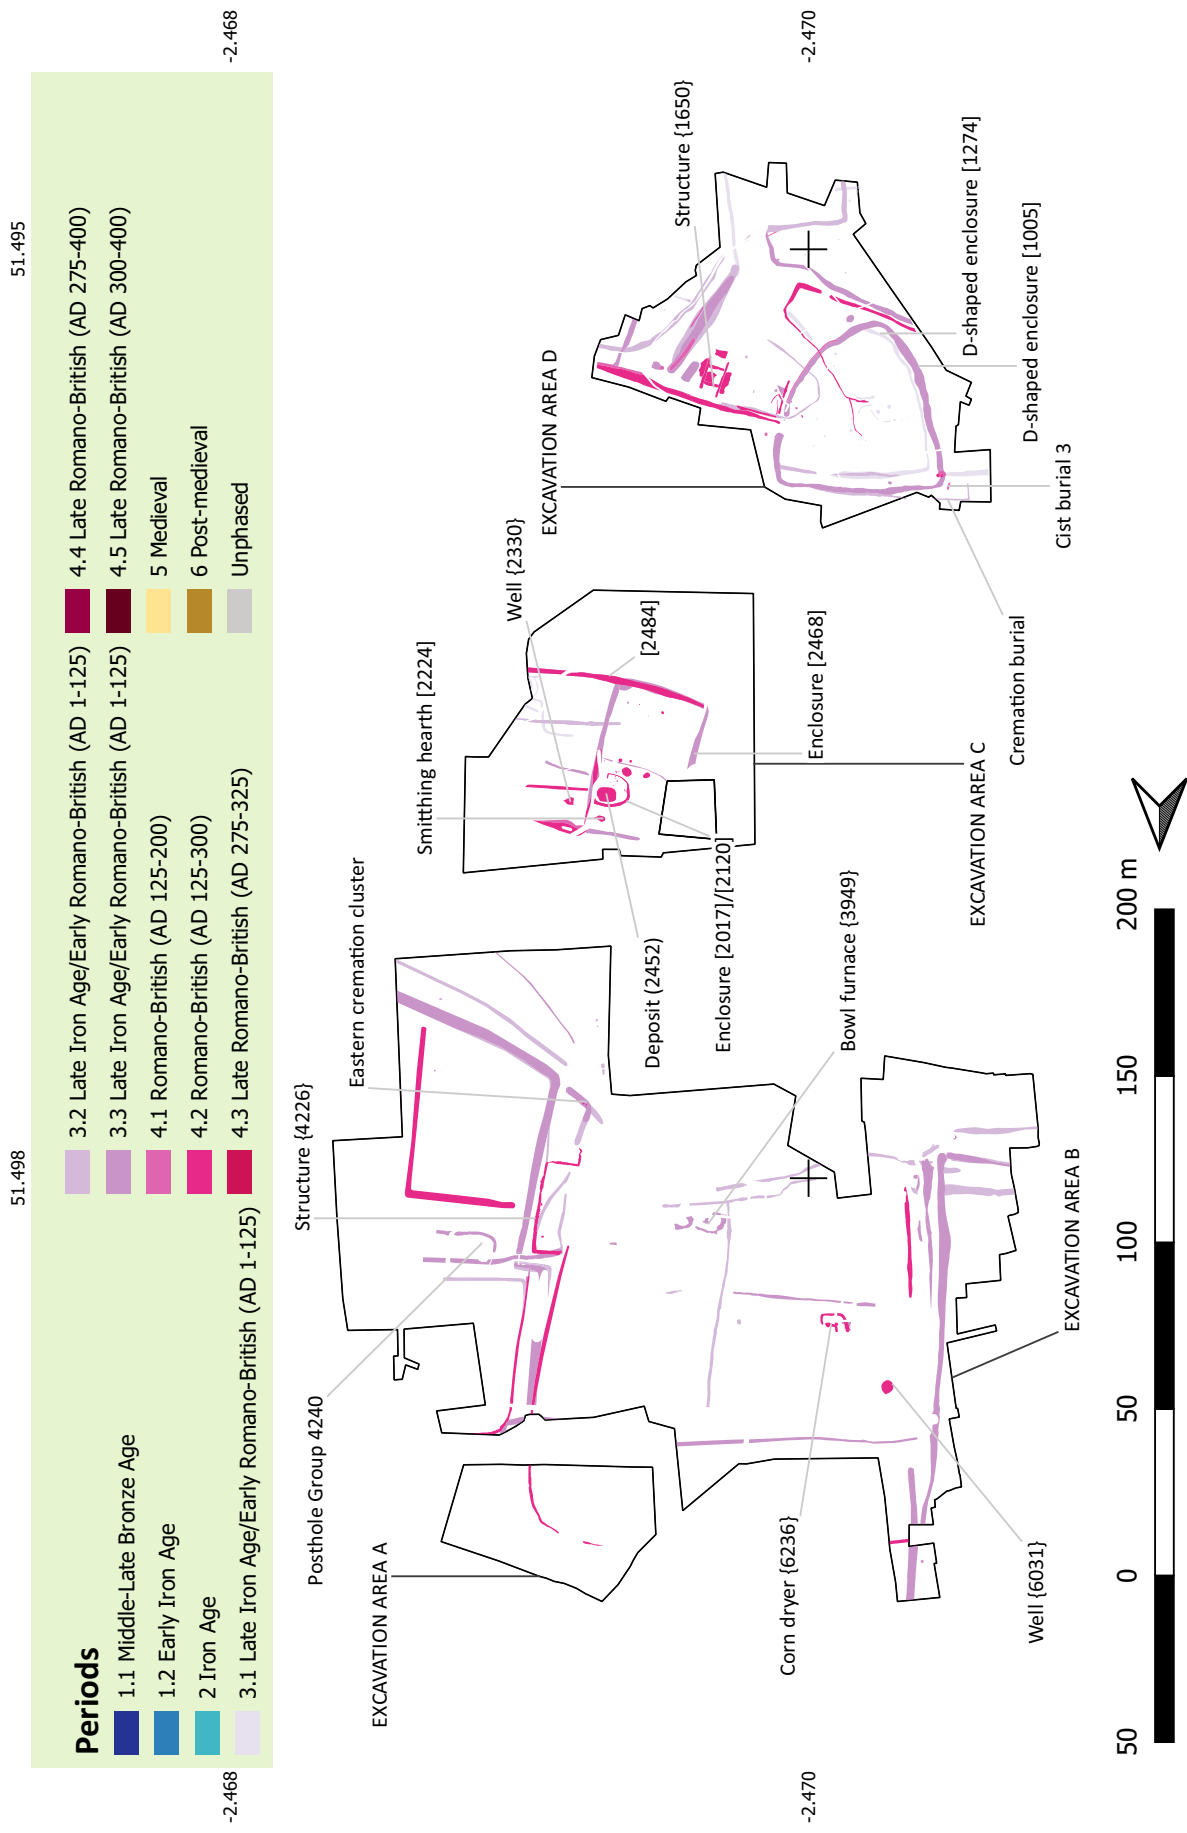 Periods
1.1 Middle-Late Bronze Age
1.2 Early Iron Age
2 Iron Age
3.1 Late Iron Age/Early Romano-British (AD 1-125)
3.2 Late Iron Age/Early Romano-British (AD 1-125)
3.3 Late Iron Age/Early Romano-British (AD 1-125)
4.1 Romano-British (AD 125-200)
4.2 Romano-British (AD 125-300)
4.3 Late Romano-British (AD 275-325)
4.4 Late Romano-British (AD 275-400)
4.5 Late Romano-British (AD 300-400)
5 Medieval
6 Post-medieval
Unphased
51.498
51.495
-2.468
-2.468
-2.470
-2.470
Structure {4226}
Posthole Group 4240
Eastern cremation cluster
EXCAVATION AREA A
Smitthing hearth [2224]
Well {2330}
[2484]
EXCAVATION AREA D
Structure {1650}
Deposit (2452)
Enclosure [2017]/[2120]
Enclosure [2468]
Corn dryer {6236}
Bowl furnace {3949}
EXCAVATION AREA C
Cremation burial
Cist burial 3
D-shaped enclosure [1005]
D-shaped enclosure [1274]
Well {6031}
EXCAVATION AREA B
50
0
50
100
150
200 m